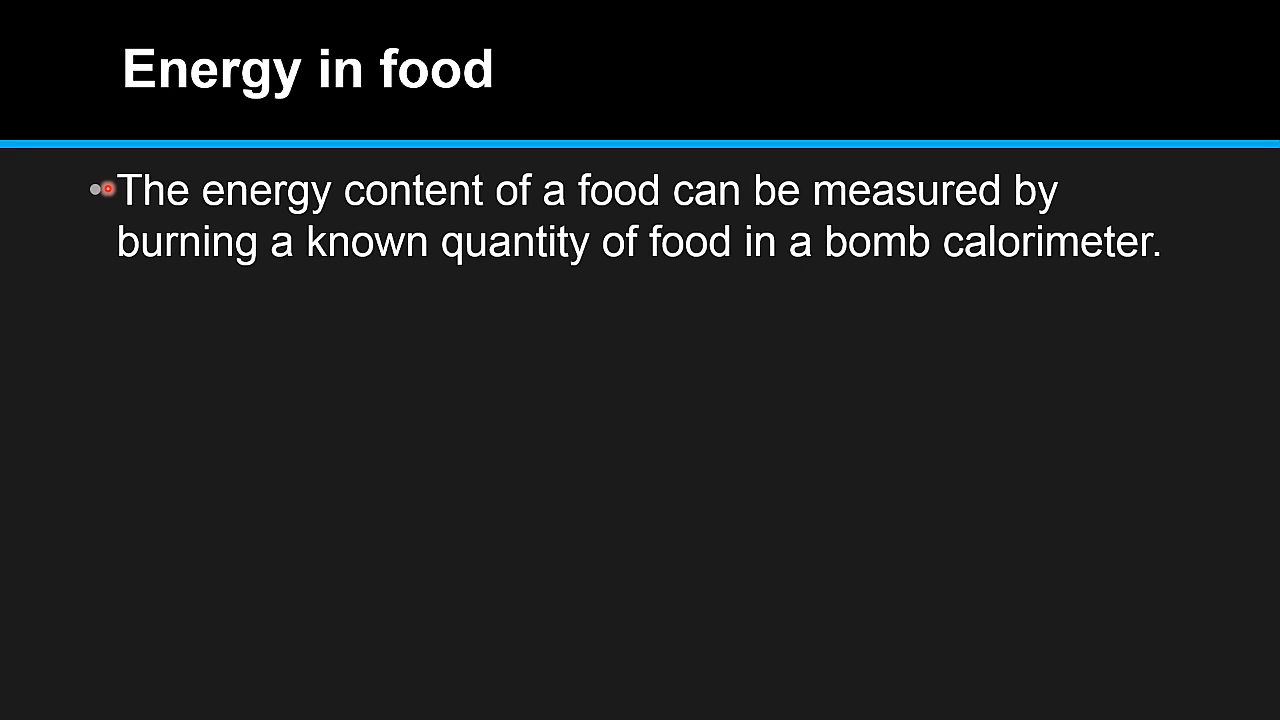 Energy in food
•The energy content of a food can be measured by
burning a known quantity of food in a bomb calorimeter.